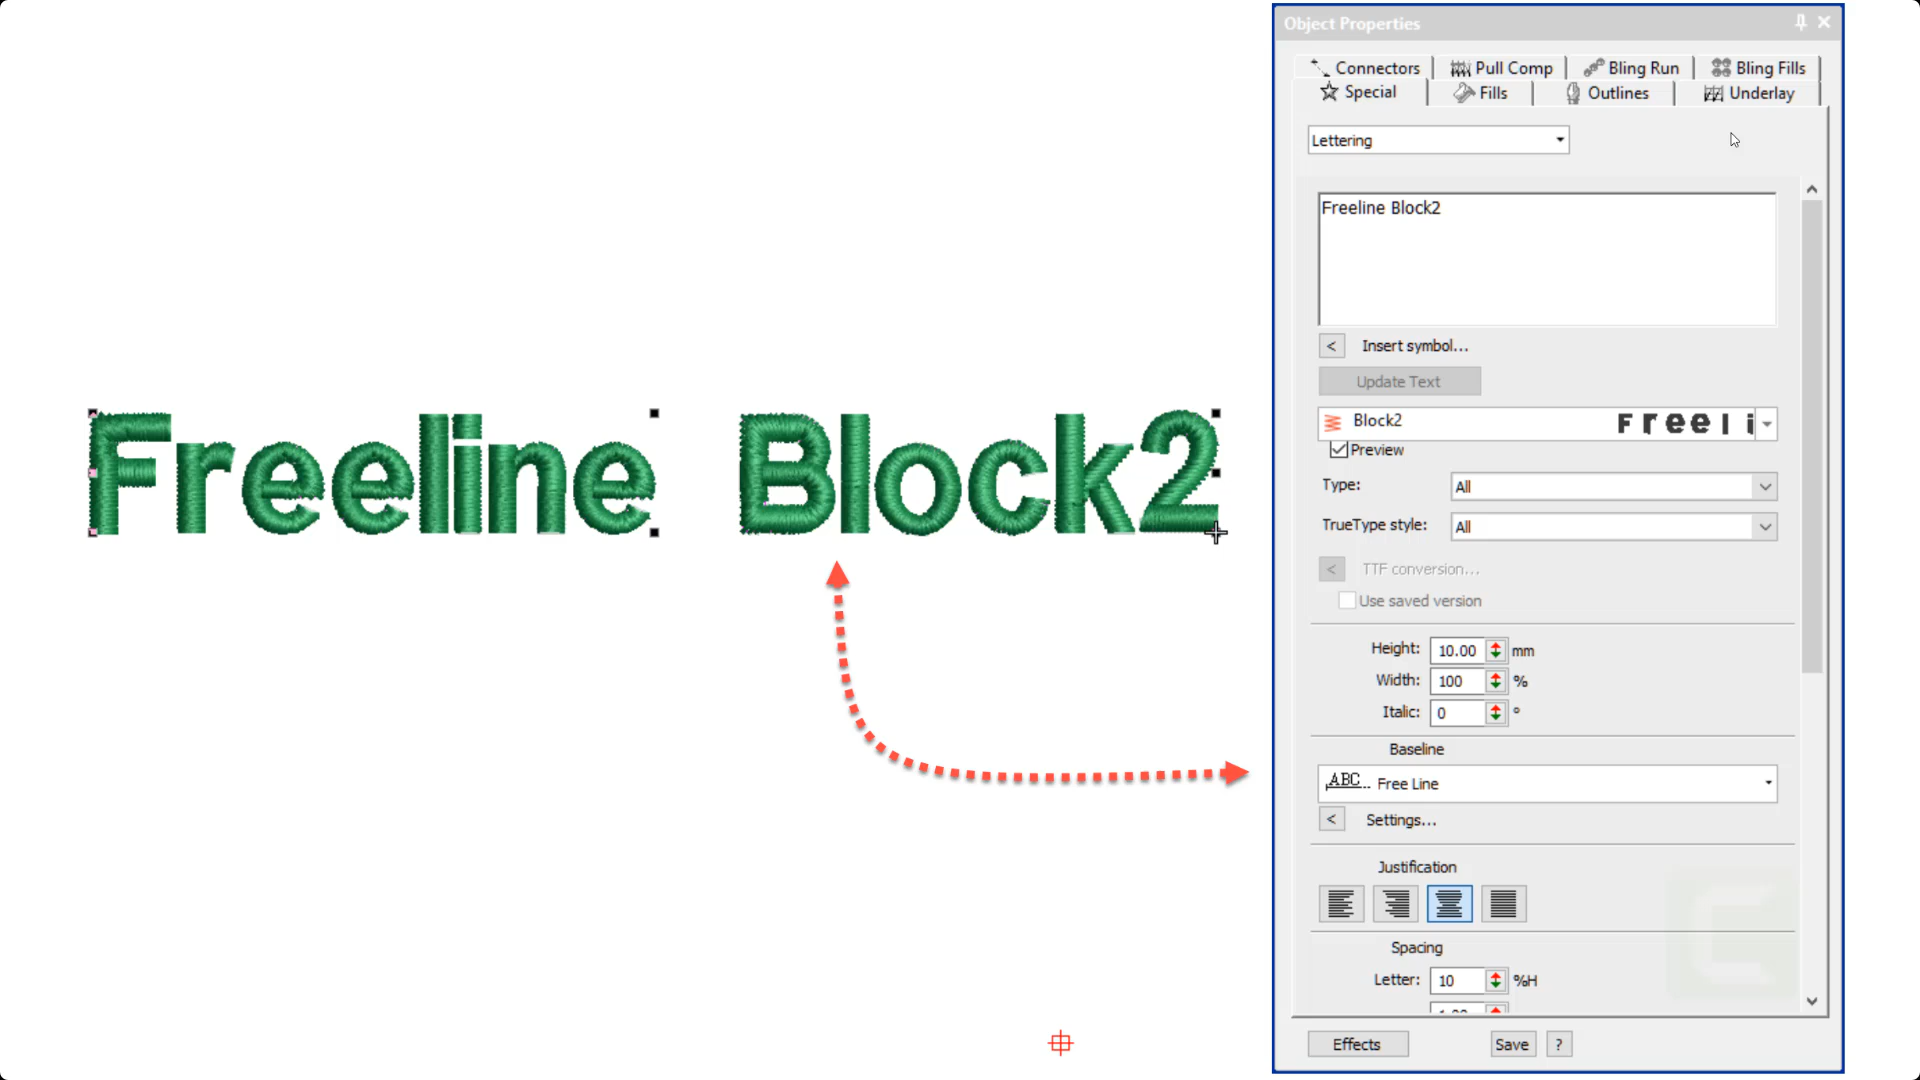 Freeline Block2
Object Properties
Connectors Pull Comp Bling Run Bling Fills
Special Fills Outlines Underlay
Lettering
Freeline Block2
< Insert symbol...
Update Text
Block2 Freeli
Preview
Type: All
TrueType style: All
< TTF conversion...
Use saved version
Height: 10.00 mm
Width: 100 %
Italic: 0 °
Baseline
ABC... Free Line
< Settings...
Justification
Spacing
Letter: 10 %H
Effects Save ?